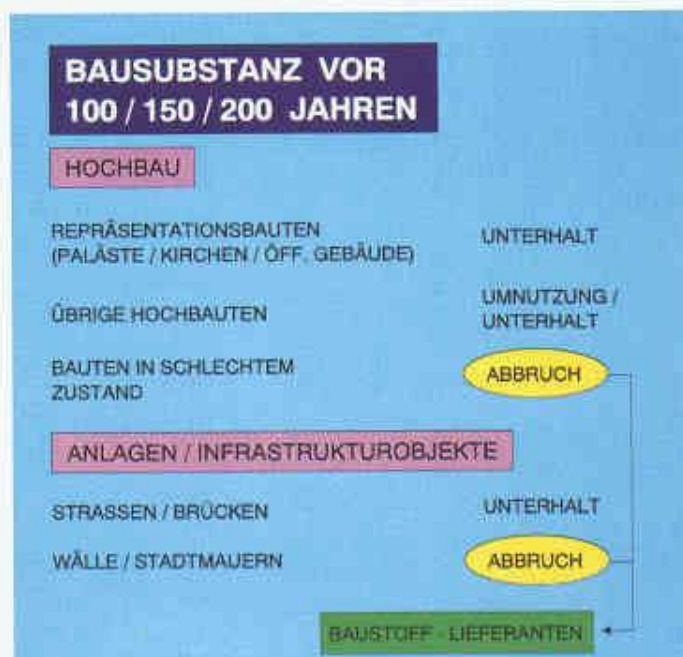 BAUSUBSTANZ VOR
100 / 150 / 200 JAHREN
HOCHBAU
REPRÄSENTATIONSBAUTEN
(PALÄSTE / KIRCHEN / ÖFF. GEBÄUDE)
UNTERHALT
ÜBRIGE HOCHBAUTEN
UMNUTZUNG /
UNTERHALT
BAUTEN IN SCHLECHTEM
ZUSTAND
ABBRUCH
ANLAGEN / INFRASTRUKTUROBJEKTE
STRASSEN / BRÜCKEN
UNTERHALT
WÄLLE / STADTMAUERN
ABBRUCH
BAUSTOFF - LIEFERANTEN